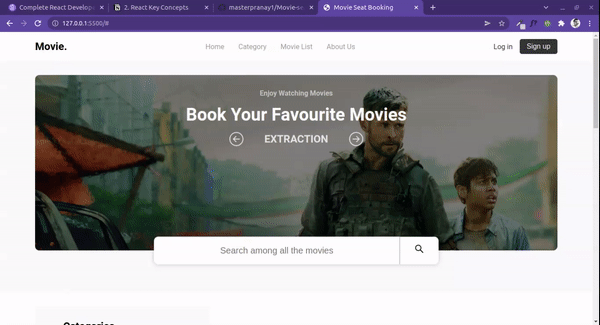 Complete React Develope
2. React Key Concepts
masterpranay1/Movie-se
Movie Seat Booking
127.0.0.1:5500/#
Movie.
Home Category Movie List About Us
Log in Sign up
Enjoy Watching Movies
Book Your Favourite Movies
EXTRACTION
Search among all the movies
Categories